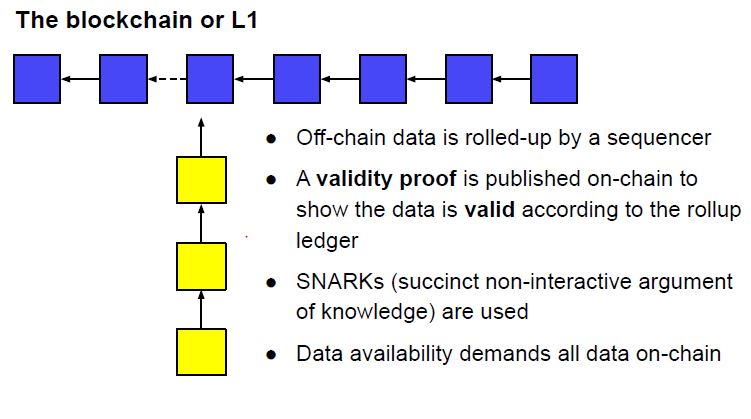 The blockchain or L1
● Off-chain data is rolled-up by a sequencer
● A validity proof is published on-chain to
show the data is valid according to the rollup
ledger
● SNARKs (succinct non-interactive argument
of knowledge) are used
● Data availability demands all data on-chain